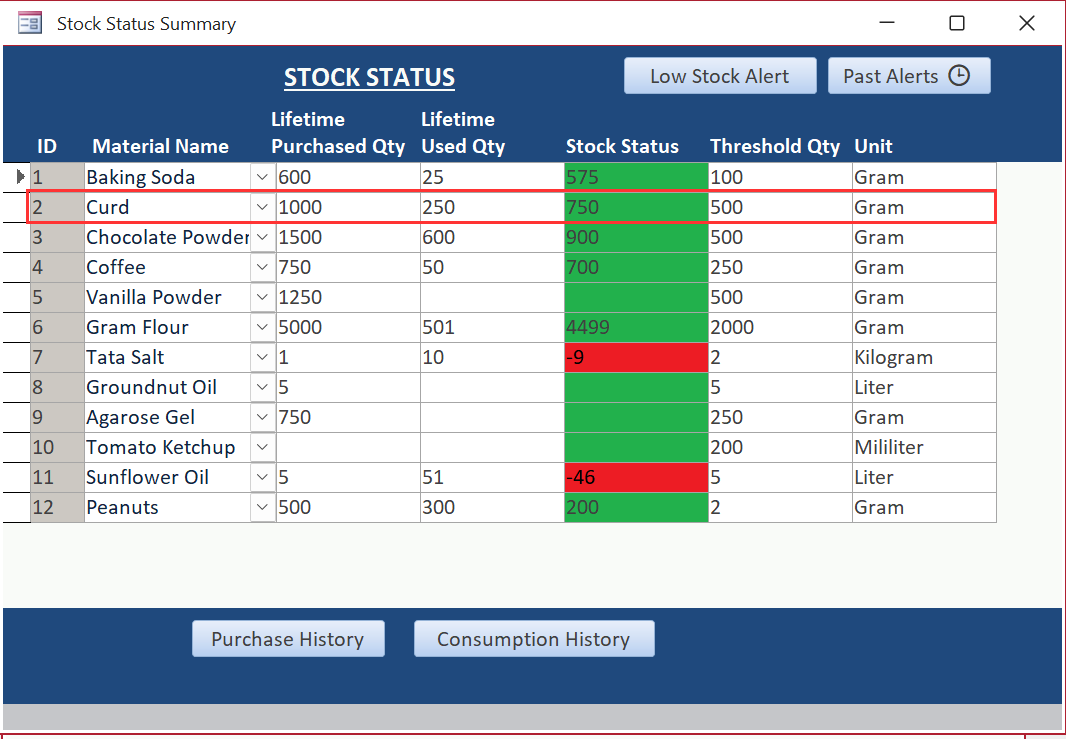 Stock Status Summary
STOCK STATUS
Low Stock Alert
Past Alerts
ID Material Name Lifetime Purchased Qty Lifetime Used Qty Stock Status Threshold Qty Unit
1 Baking Soda 600 25 575 100 Gram
2 Curd 1000 250 750 500 Gram
3 Chocolate Powder 1500 600 900 500 Gram
4 Coffee 750 50 700 250 Gram
5 Vanilla Powder 1250 500 Gram
6 Gram Flour 5000 501 4499 2000 Gram
7 Tata Salt 1 10 -9 2 Kilogram
8 Groundnut Oil 5 5 Liter
9 Agarose Gel 750 250 Gram
10 Tomato Ketchup 200 Mililiter
11 Sunflower Oil 5 51 -46 5 Liter
12 Peanuts 500 300 200 2 Gram
Purchase History
Consumption History